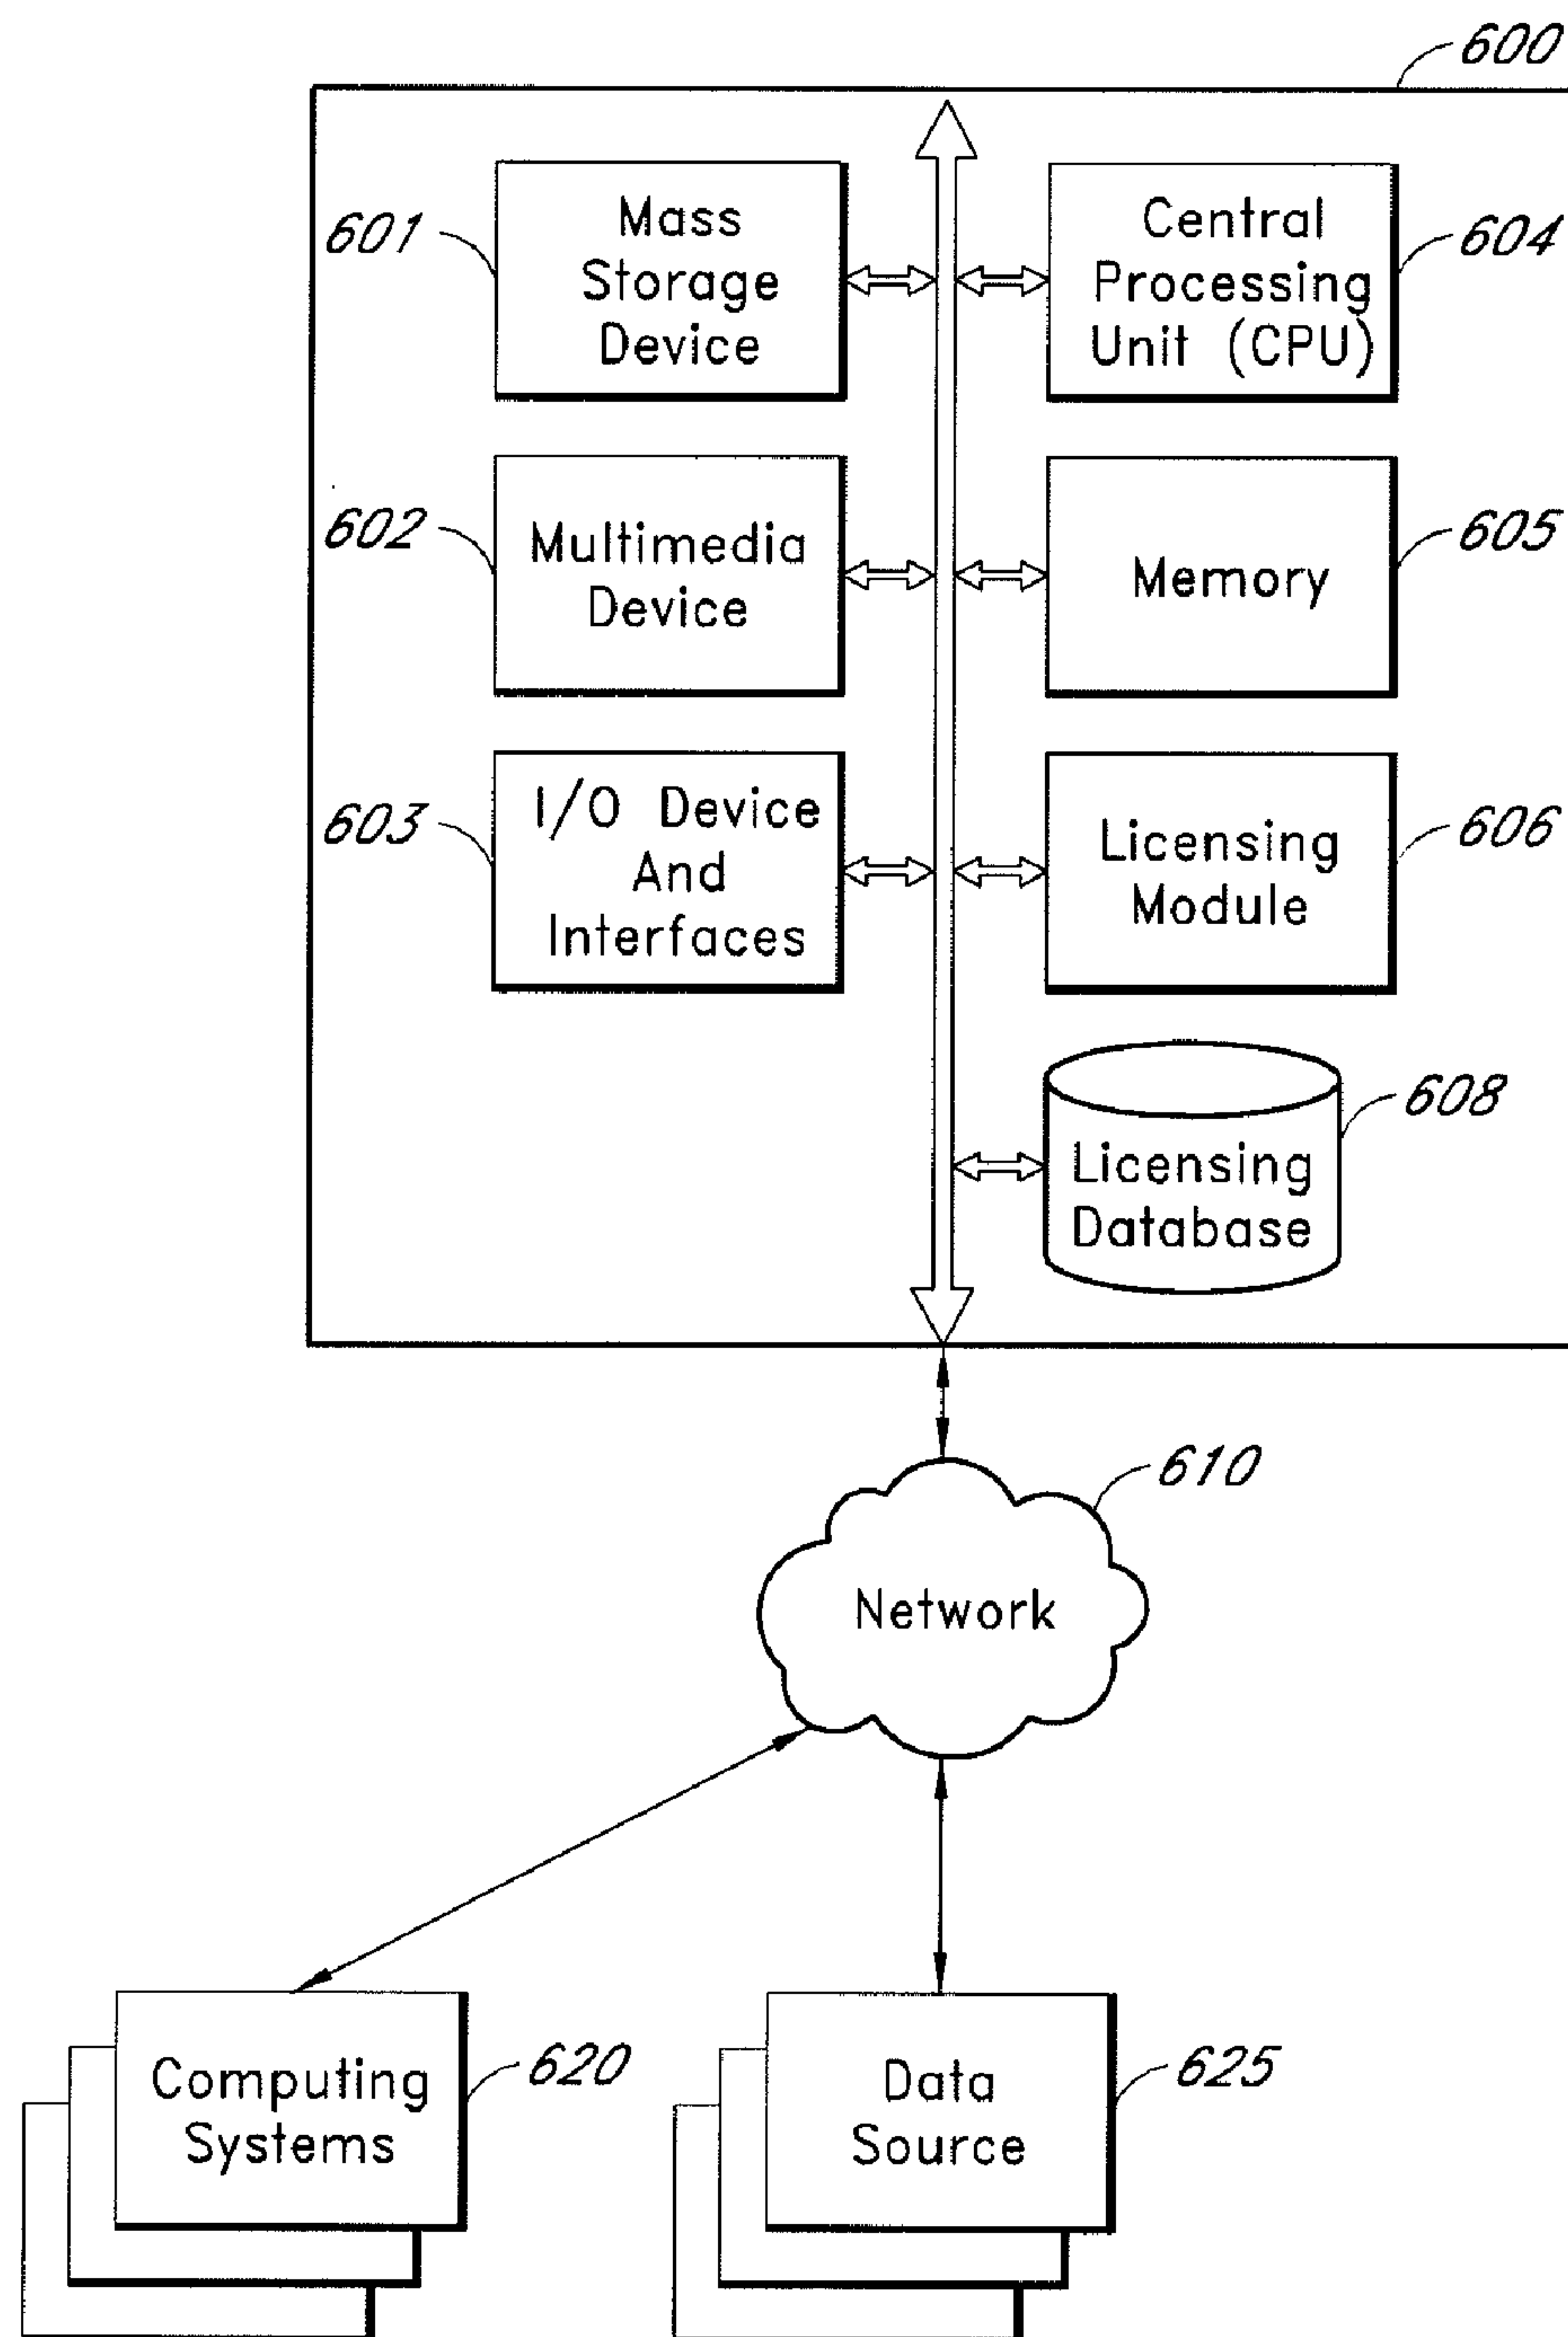 600
601
Mass
Storage
Device
Central
Processing
Unit (CPU)
604
602
Multimedia
Device
Memory
605
603
I/O Device
And
Interfaces
Licensing
Module
606
Licensing
Database
608
Network
610
Computing
Systems
620
Data
Source
625